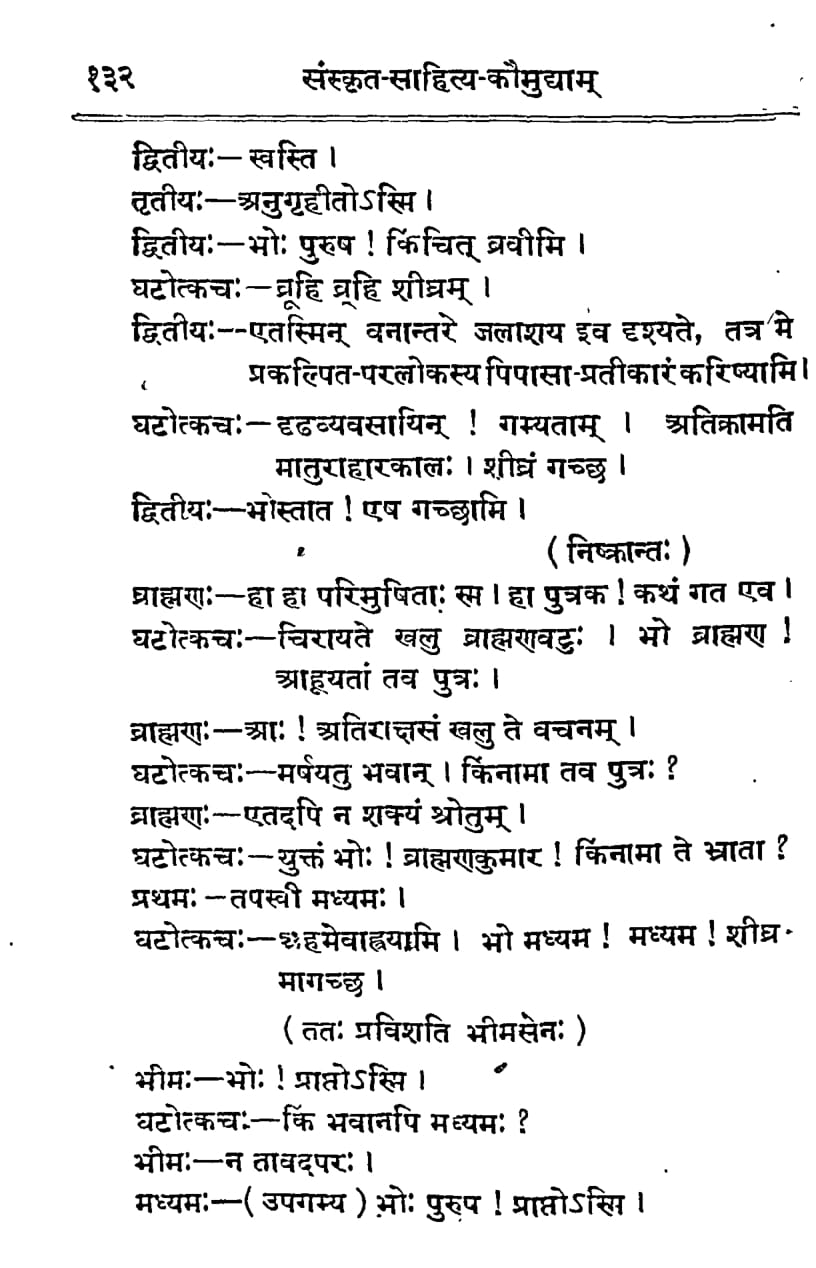 १३२ संस्कृत-साहित्य-कौमुद्याम्
द्वितीयः—स्वस्ति ।
तृतीयः—अनुगृहीतोऽस्मि ।
द्वितीयः—भोः पुरुष ! किंचित् ब्रवीमि ।
घटोत्कचः—ब्रूहि ब्रूहि शीघ्रम् ।
द्वितीयः--एतस्मिन् वनान्तरे जलाशय इव दृश्यते, तत्र मे
प्रकल्पित-परलोकस्य पिपासा-प्रतीकारं करिष्यामि।
घटोत्कचः—दृढव्यवसायिन् ! गम्यताम् । अतिक्रामति
मातुराहारकालः । शीघ्रं गच्छ ।
द्वितीयः—भोस्तात ! एष गच्छामि ।
( निष्क्रान्तः )
ब्राह्मणः—हा हा परिमुषिताः स्म । हा पुत्रक ! कथं गत एव ।
घटोत्कचः—चिरायते खलु ब्राह्मणवटुः । भो ब्राह्मण !
आहूयतां तव पुत्रः ।
ब्राह्मणः—आः ! अतिराक्षसं खलु ते वचनम् ।
घटोत्कचः—मर्षयतु भवान् । किंनामा तव पुत्रः ?
ब्राह्मणः—एतदपि न शक्यं श्रोतुम् ।
घटोत्कचः—युक्तं भोः ! ब्राह्मणकुमार ! किंनामा ते भ्राता ?
प्रथमः—तपस्वी मध्यमः ।
घटोत्कचः—अहमेवाह्वयामि । भो मध्यम ! मध्यम ! शीघ्र-
मागच्छ ।
( ततः प्रविशति भीमसेनः )
भीमः—भोः ! प्राप्तोऽस्मि ।
घटोत्कचः—किं भवानपि मध्यमः ?
भीमः—न तावदपरः ।
मध्यमः—( उपगम्य ) भोः पुरुष ! प्राप्तोऽस्मि ।